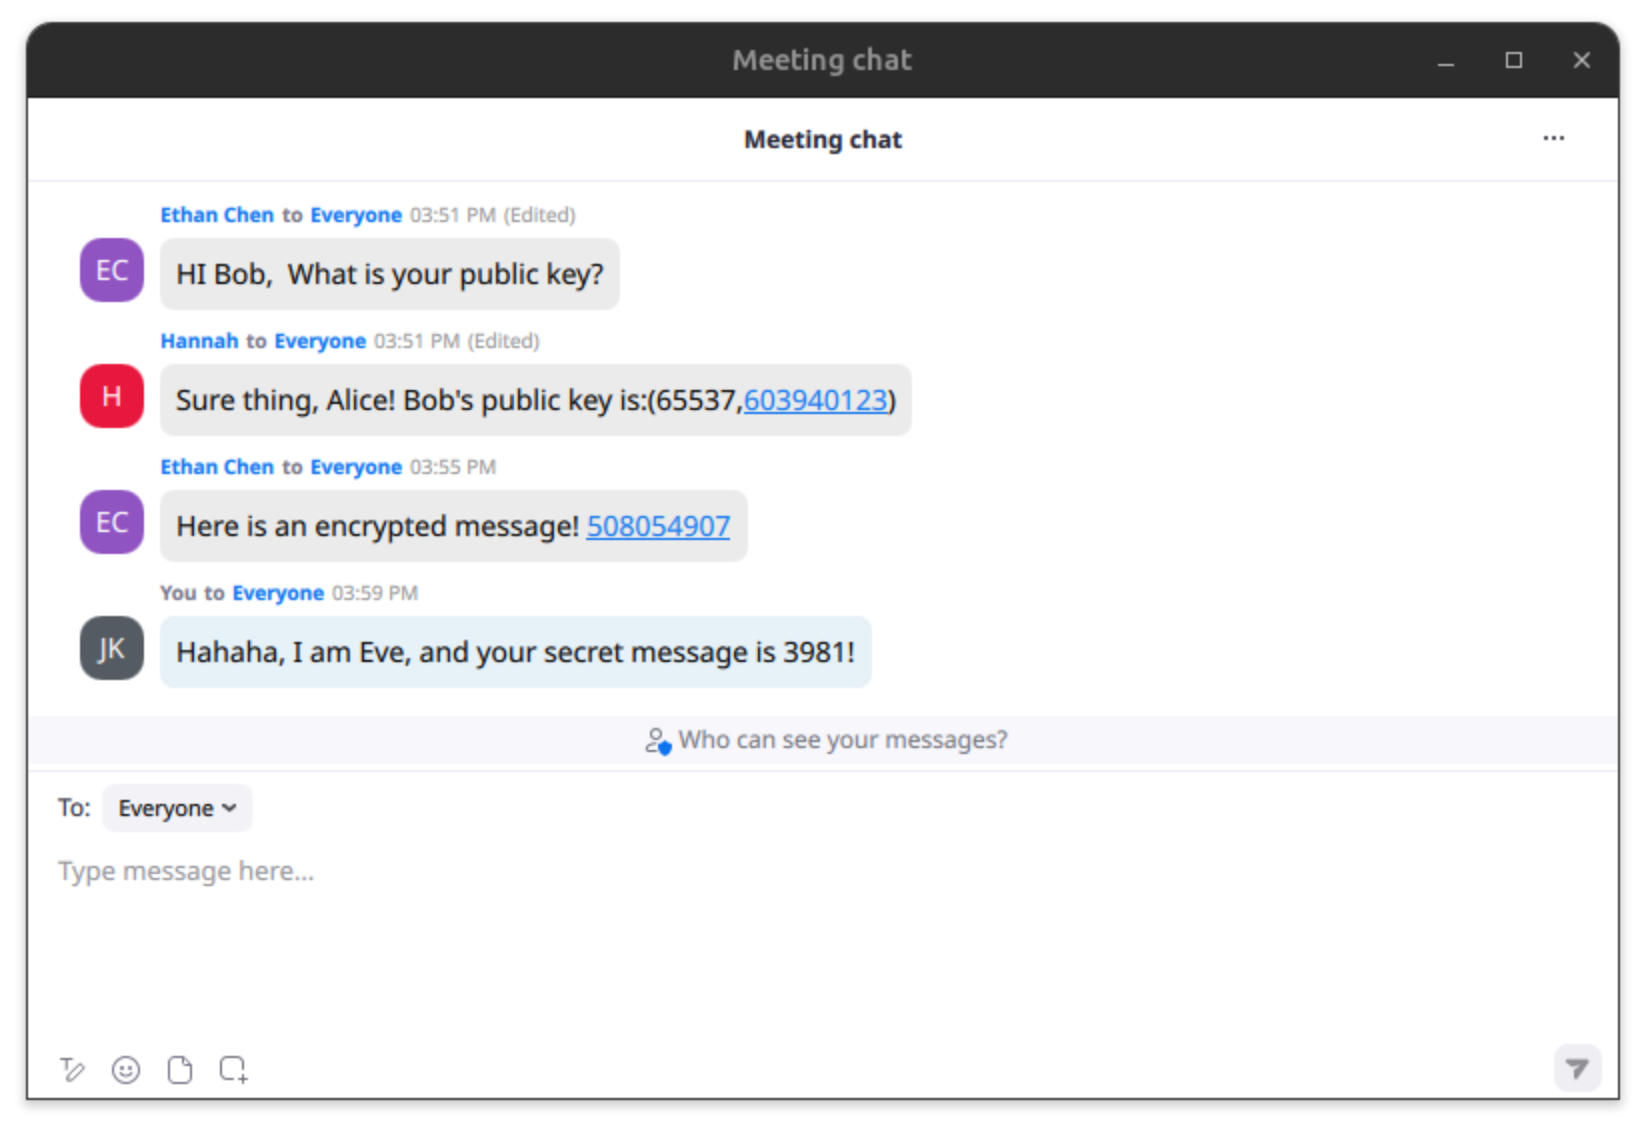 Meeting chat
Meeting chat
Ethan Chen to Everyone 03:51 PM (Edited)
EC
HI Bob,  What is your public key?
Hannah to Everyone 03:51 PM (Edited)
H
Sure thing, Alice! Bob's public key is:(65537,603940123)
Ethan Chen to Everyone 03:55 PM
EC
Here is an encrypted message! 508054907
You to Everyone 03:59 PM
JK
Hahaha, I am Eve, and your secret message is 3981!
Who can see your messages?
To: Everyone
Type message here...